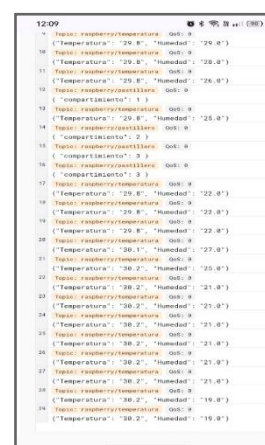 12:09
9 Topic: raspberry/temperatura QoS: 0
{"Temperatura": "29.8", "Humedad": "29.0"}
10 Topic: raspberry/temperatura QoS: 0
{"Temperatura": "29.8", "Humedad": "28.0"}
11 Topic: raspberry/temperatura QoS: 0
{"Temperatura": "29.8", "Humedad": "26.0"}
12 Topic: raspberry/pastillero QoS: 0
{ "compartimiento": 1 }
13 Topic: raspberry/temperatura QoS: 0
{"Temperatura": "29.8", "Humedad": "25.0"}
14 Topic: raspberry/pastillero QoS: 0
{ "compartimiento": 2 }
15 Topic: raspberry/pastillero QoS: 0
{ "compartimiento": 3 }
16 Topic: raspberry/pastillero QoS: 0
{ "compartimiento": 3 }
17 Topic: raspberry/temperatura QoS: 0
{"Temperatura": "29.8", "Humedad": "22.0"}
18 Topic: raspberry/temperatura QoS: 0
{"Temperatura": "29.8", "Humedad": "22.0"}
19 Topic: raspberry/temperatura QoS: 0
{"Temperatura": "29.8", "Humedad": "22.0"}
20 Topic: raspberry/temperatura QoS: 0
{"Temperatura": "30.1", "Humedad": "27.0"}
21 Topic: raspberry/temperatura QoS: 0
{"Temperatura": "30.2", "Humedad": "25.0"}
22 Topic: raspberry/temperatura QoS: 0
{"Temperatura": "30.2", "Humedad": "21.0"}
23 Topic: raspberry/temperatura QoS: 0
{"Temperatura": "30.2", "Humedad": "21.0"}
24 Topic: raspberry/temperatura QoS: 0
{"Temperatura": "30.2", "Humedad": "21.0"}
25 Topic: raspberry/temperatura QoS: 0
{"Temperatura": "30.2", "Humedad": "21.0"}
26 Topic: raspberry/temperatura QoS: 0
{"Temperatura": "30.2", "Humedad": "21.0"}
27 Topic: raspberry/temperatura QoS: 0
{"Temperatura": "30.2", "Humedad": "21.0"}
28 Topic: raspberry/temperatura QoS: 0
{"Temperatura": "30.2", "Humedad": "19.0"}
29 Topic: raspberry/temperatura QoS: 0
{"Temperatura": "30.2", "Humedad": "19.0"}